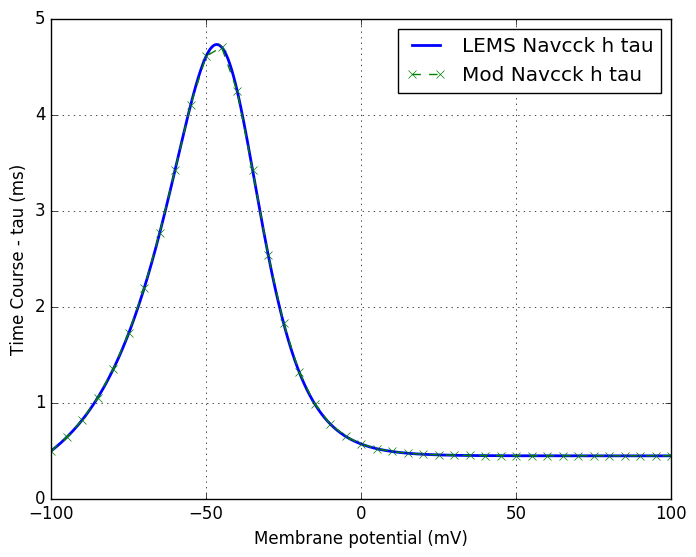 5
4
3
2
1
0
−100
−50
0
50
100
Time Course - tau (ms)
Membrane potential (mV)
LEMS Navcck h tau
Mod Navcck h tau